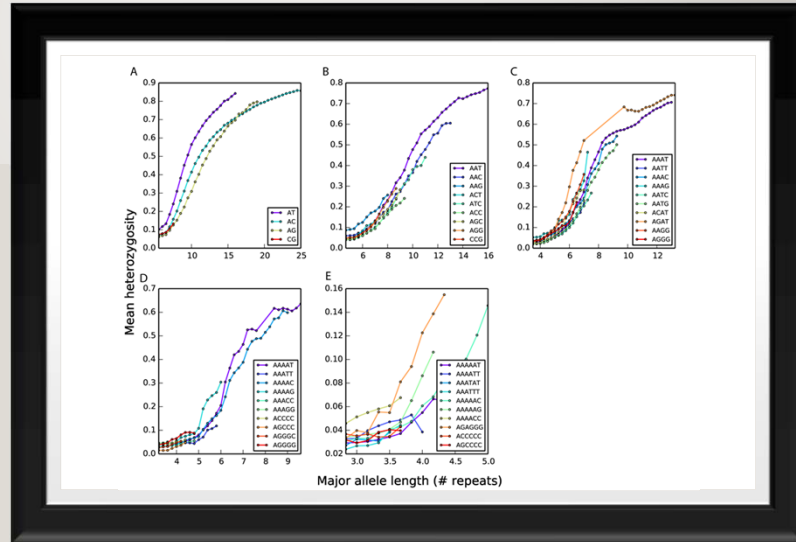 A
0.9
0.8
0.7
0.6
0.5
0.4
0.3
0.2
0.1
0.0
10
15
20
25
AT
AC
AG
CG
B
0.8
0.7
0.6
0.5
0.4
0.3
0.2
0.1
0.0
6
8
10
12
14
16
AAT
AAC
AAG
ACT
ATC
ACC
AGC
AGG
CCG
C
0.8
0.7
0.6
0.5
0.4
0.3
0.2
0.1
0.0
4
6
8
10
12
AAAT
AATT
AAAC
AAAG
AATC
AATG
ACAT
AGAT
AAGG
AGGG
Mean heterozygosity
D
0.7
0.6
0.5
0.4
0.3
0.2
0.1
0.0
4
5
6
7
8
9
AAAAT
AAATT
AAAAC
AAAAG
AAACC
AAAGG
ACCCC
AGCCC
AGGGC
AGGGG
E
0.16
0.14
0.12
0.10
0.08
0.06
0.04
0.02
3.0
3.5
4.0
4.5
5.0
AAAAAT
AAAATT
AAATAT
AAATTT
AAAAAC
AAAAAG
AAAACC
AGAGGG
ACCCCC
AGCCCC
Major allele length (# repeats)